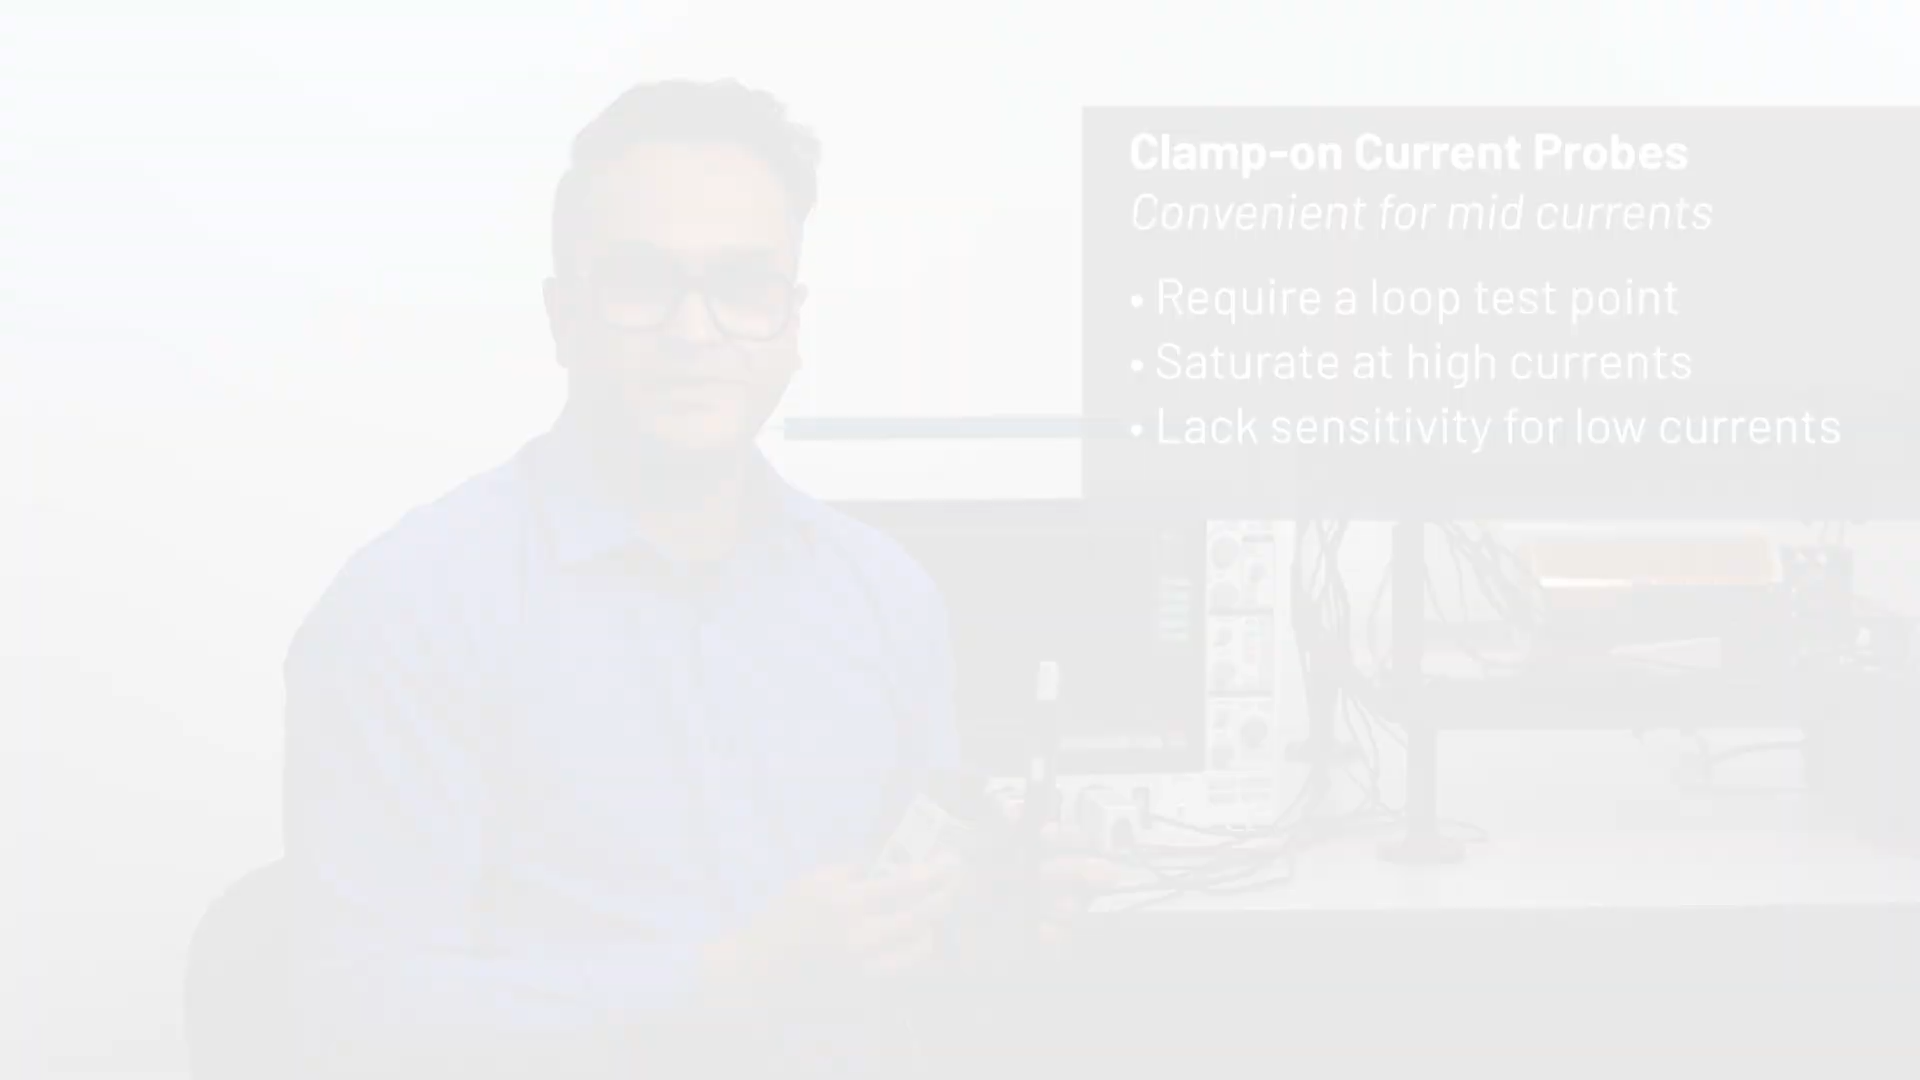 Clamp-on Current Probes
Convenient for mid currents
• Require a loop test point
• Saturate at high currents
• Lack sensitivity for low currents